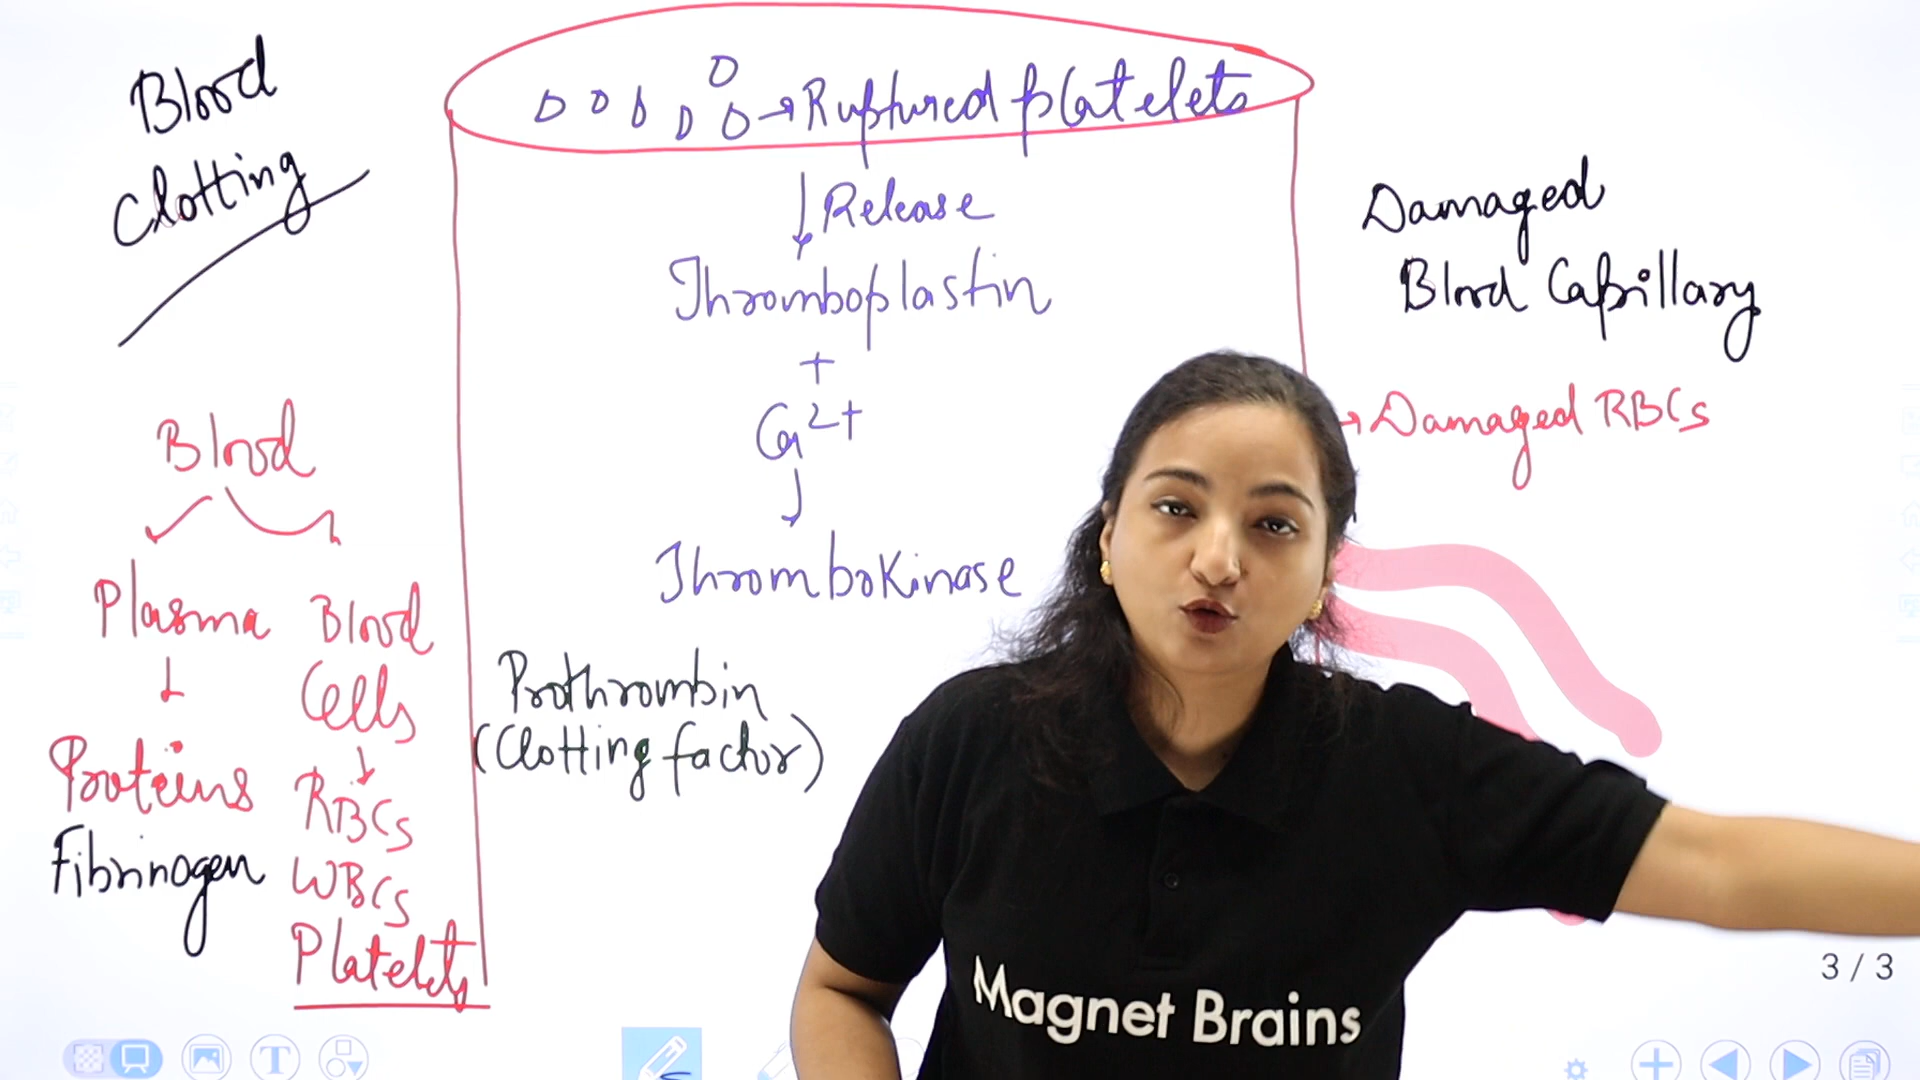 Blood
Clotting
Ruptured platelets
Release
Thromboplastin
+
Ca2+
Thrombokinase
Prothrombin
(Clotting factor)
Damaged
Blood Capillary
Damaged RBCs
Blood
Plasma
Proteins
Fibrinogen
Blood
Cells
RBCs
WBCs
Platelets
Magnet Brains
3 / 3
T